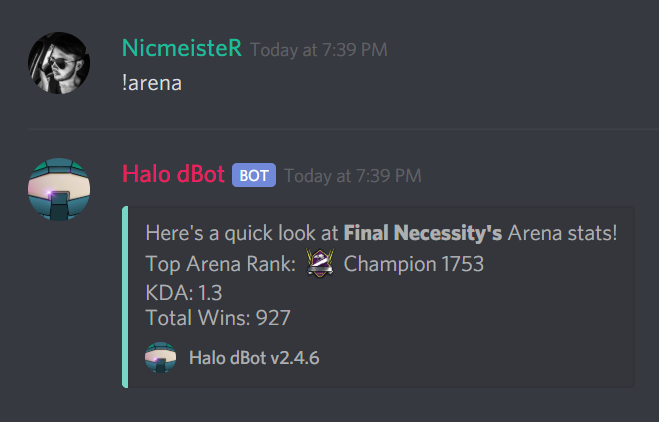 NicmeisteR Today at 7:39 PM
!arena
Halo dBot BOT Today at 7:39 PM
Here's a quick look at Final Necessity's Arena stats!
Top Arena Rank: Champion 1753
KDA: 1.3
Total Wins: 927
Halo dBot v2.4.6